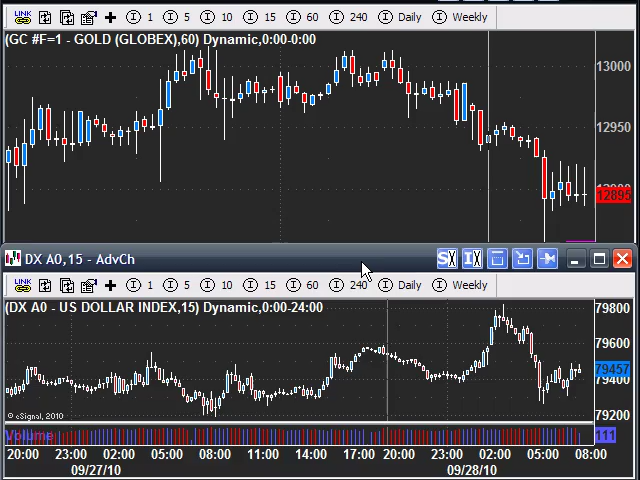 LINK 1 5 10 15 60 240 Daily Weekly
(GC #F=1 - GOLD (GLOBEX),60) Dynamic,0:00-0:00
13000
12950
12895
DX A0,15 - AdvCh
LINK 1 5 10 15 60 240 Daily Weekly
(DX A0 - US DOLLAR INDEX,15) Dynamic,0:00-24:00
79800
79600
79457
79400
79200
© eSignal, 2010
Volume
111
20:00 23:00 02:00 05:00 08:00 11:00 14:00 17:00 20:00 23:00 02:00 05:00 08:00
09/27/10 09/28/10